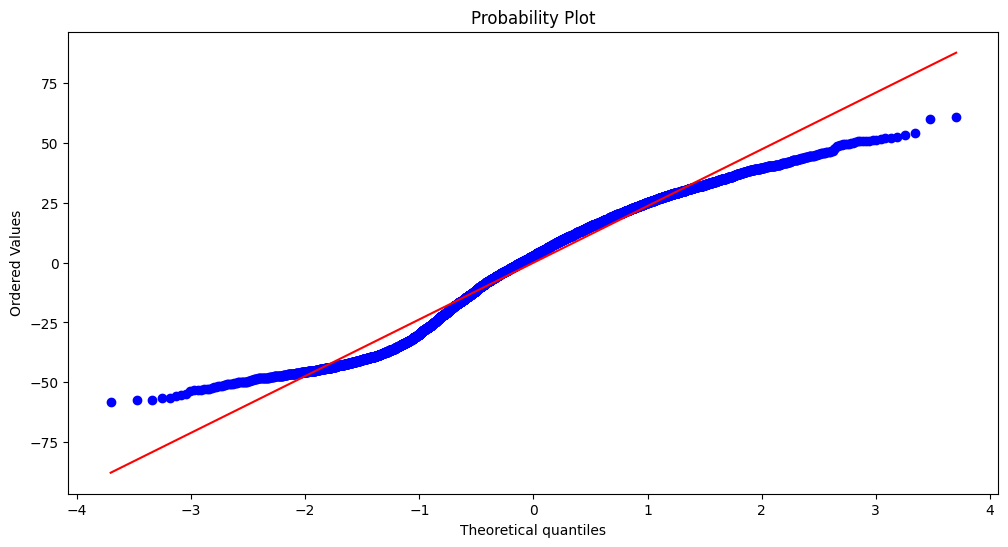 Probability Plot
75
50
25
0
−25
−50
−75
Ordered Values
−4 −3 −2 −1 0 1 2 3 4
Theoretical quantiles